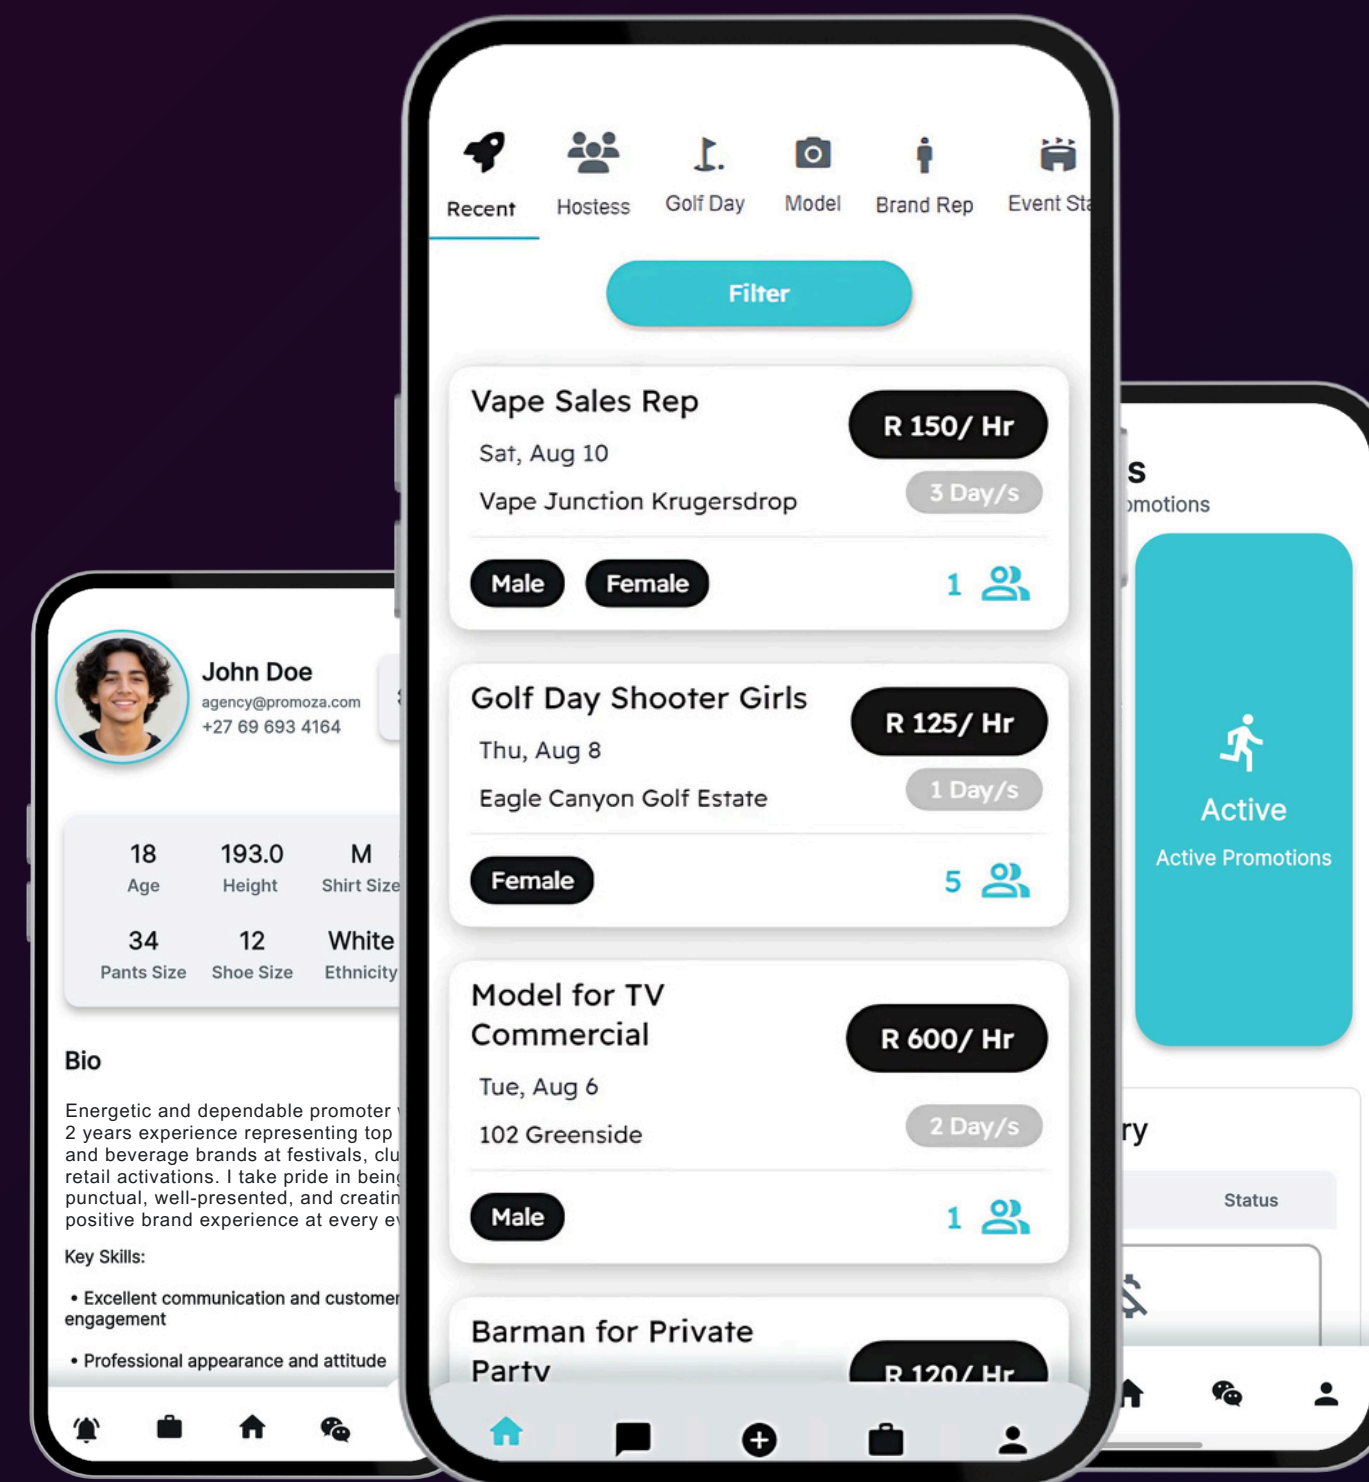 Recent
Hostess
Golf Day
Model
Brand Rep
Event Sta
Filter
Vape Sales Rep
R 150/ Hr
Sat, Aug 10
3 Day/s
Vape Junction Krugersdrop
Male
Female
1
Golf Day Shooter Girls
R 125/ Hr
Thu, Aug 8
1 Day/s
Eagle Canyon Golf Estate
Female
5
Model for TV
Commercial
R 600/ Hr
Tue, Aug 6
2 Day/s
102 Greenside
Male
1
Barman for Private
Party
R 120/ Hr
John Doe
agency@promoza.com
+27 69 693 4164
18
193.0
M
Age
Height
Shirt Size
34
12
White
Pants Size
Shoe Size
Ethnicity
Bio
Energetic and dependable promoter
2 years experience representing top
and beverage brands at festivals, clu
retail activations. I take pride in being
punctual, well-presented, and creatin
positive brand experience at every ev
Key Skills:
• Excellent communication and customer
engagement
• Professional appearance and attitude
s
omotions
Active
Active Promotions
ry
Status